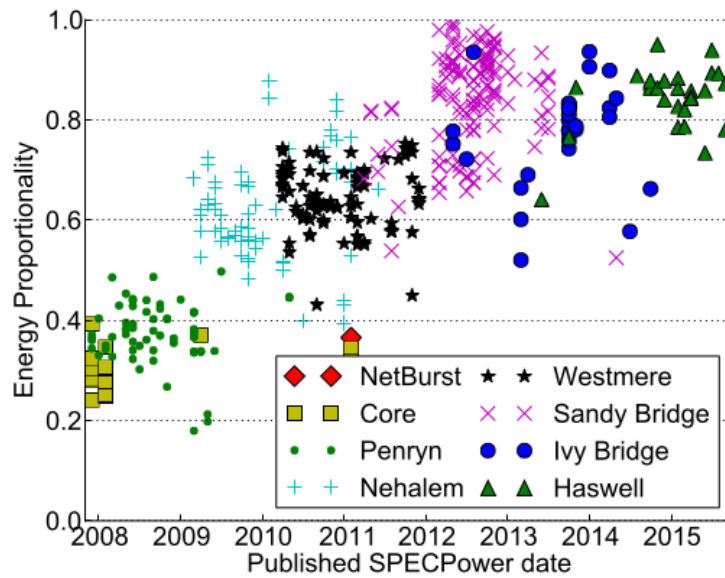 Energy Proportionality
1.0
0.8
0.6
0.4
0.2
0.0
NetBurst
Core
Penryn
Nehalem
Westmere
Sandy Bridge
Ivy Bridge
Haswell
2008 2009 2010 2011 2012 2013 2014 2015
Published SPECPower date